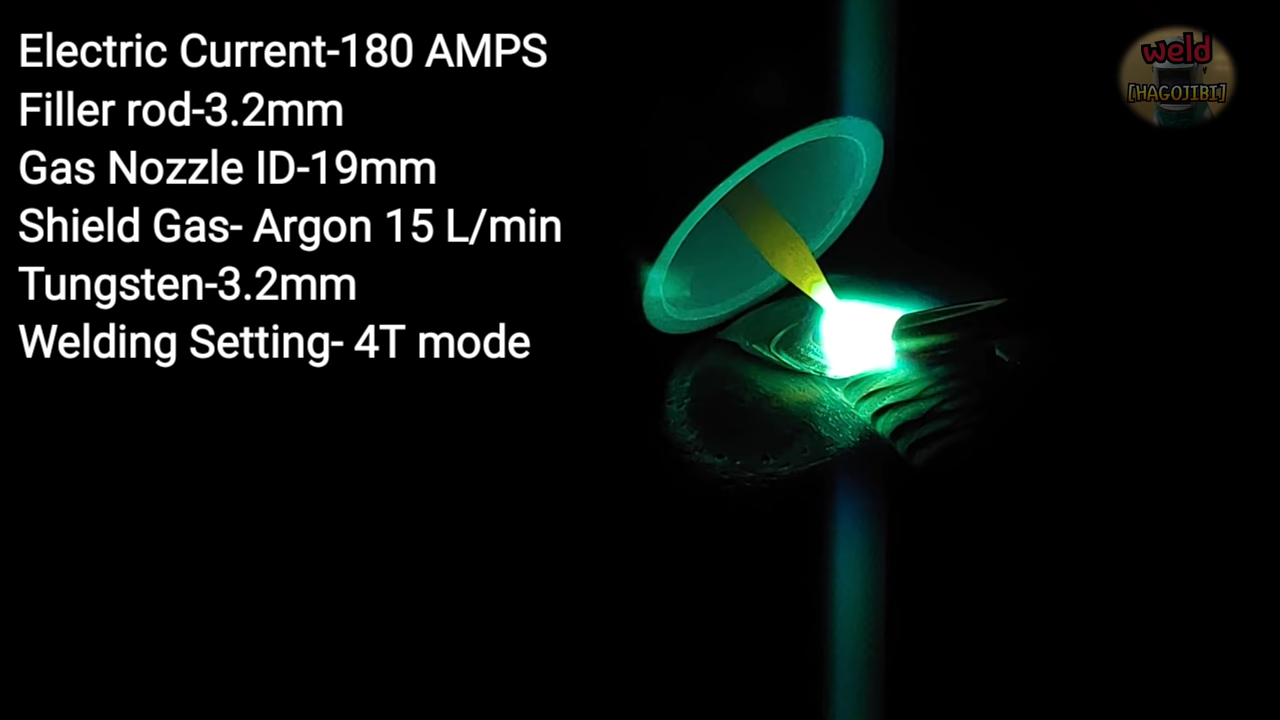 Electric Current-180 AMPS
Filler rod-3.2mm
Gas Nozzle ID-19mm
Shield Gas- Argon 15 L/min
Tungsten-3.2mm
Welding Setting- 4T mode
weld
[HAGOJIBI]